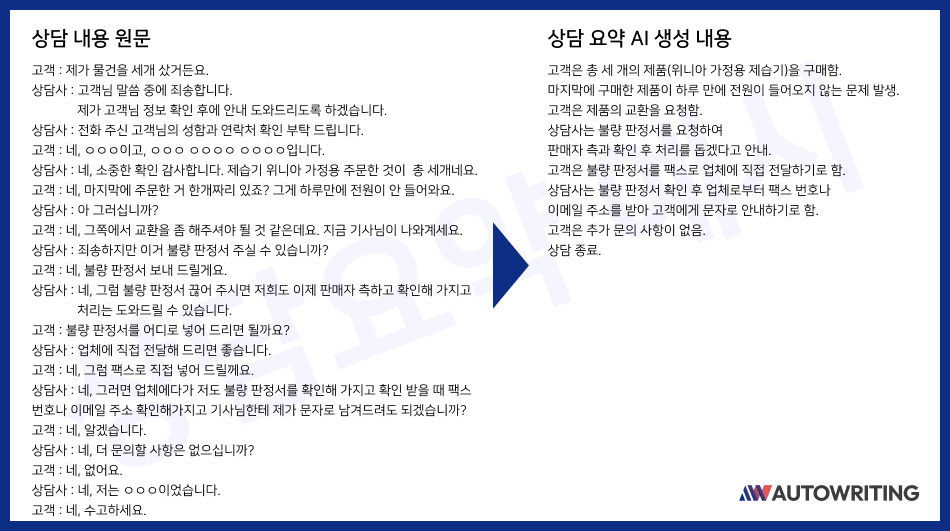 상담 내용 원문
고객 : 제가 물건을 세개 샀거든요.
상담사 : 고객님 말씀 중에 죄송합니다.
제가 고객님 정보 확인 후에 안내 도와드리도록 하겠습니다.
상담사 : 전화 주신 고객님의 성함과 연락처 확인 부탁 드립니다.
고객 : 네, ㅇㅇㅇ이고, ㅇㅇㅇ ㅇㅇㅇㅇ ㅇㅇㅇㅇ입니다.
상담사 : 네, 소중한 확인 감사합니다. 제습기 위니아 가정용 주문한 것이  총 세개네요.
고객 : 네, 마지막에 주문한 거 한개짜리 있죠? 그게 하루만에 전원이 안 들어와요.
상담사 : 아 그러십니까?
고객 : 네, 그쪽에서 교환을 좀 해주셔야 될 것 같은데요. 지금 기사님이 나와계세요.
상담사 : 죄송하지만 이거 불량 판정서 주실 수 있습니까?
고객 : 네, 불량 판정서 보내 드릴게요.
상담사 : 네, 그럼 불량 판정서 끊어 주시면 저희도 이제 판매자 측하고 확인해 가지고
처리는 도와드릴 수 있습니다.
고객 : 불량 판정서를 어디로 넣어 드리면 될까요?
상담사 : 업체에 직접 전달해 드리면 좋습니다.
고객 : 네, 그럼 팩스로 직접 넣어 드릴께요.
상담사 : 네, 그러면 업체에다가 저도 불량 판정서를 확인해 가지고 확인 받을 때 팩스
번호나 이메일 주소 확인해가지고 기사님한테 제가 문자로 남겨드려도 되겠습니까?
고객 : 네, 알겠습니다.
상담사 : 네, 더 문의할 사항은 없으십니까?
고객 : 네, 없어요.
상담사 : 네, 저는 ㅇㅇㅇ이었습니다.
고객 : 네, 수고하세요.
상담 요약 AI 생성 내용
고객은 총 세 개의 제품(위니아 가정용 제습기)을 구매함.
마지막에 구매한 제품이 하루 만에 전원이 들어오지 않는 문제 발생.
고객은 제품의 교환을 요청함.
상담사는 불량 판정서를 요청하여
판매자 측과 확인 후 처리를 돕겠다고 안내.
고객은 불량 판정서를 팩스로 업체에 직접 전달하기로 함.
상담사는 불량 판정서 확인 후 업체로부터 팩스 번호나
이메일 주소를 받아 고객에게 문자로 안내하기로 함.
고객은 추가 문의 사항이 없음.
상담 종료.
상담요약 예시
AUTOWRITING